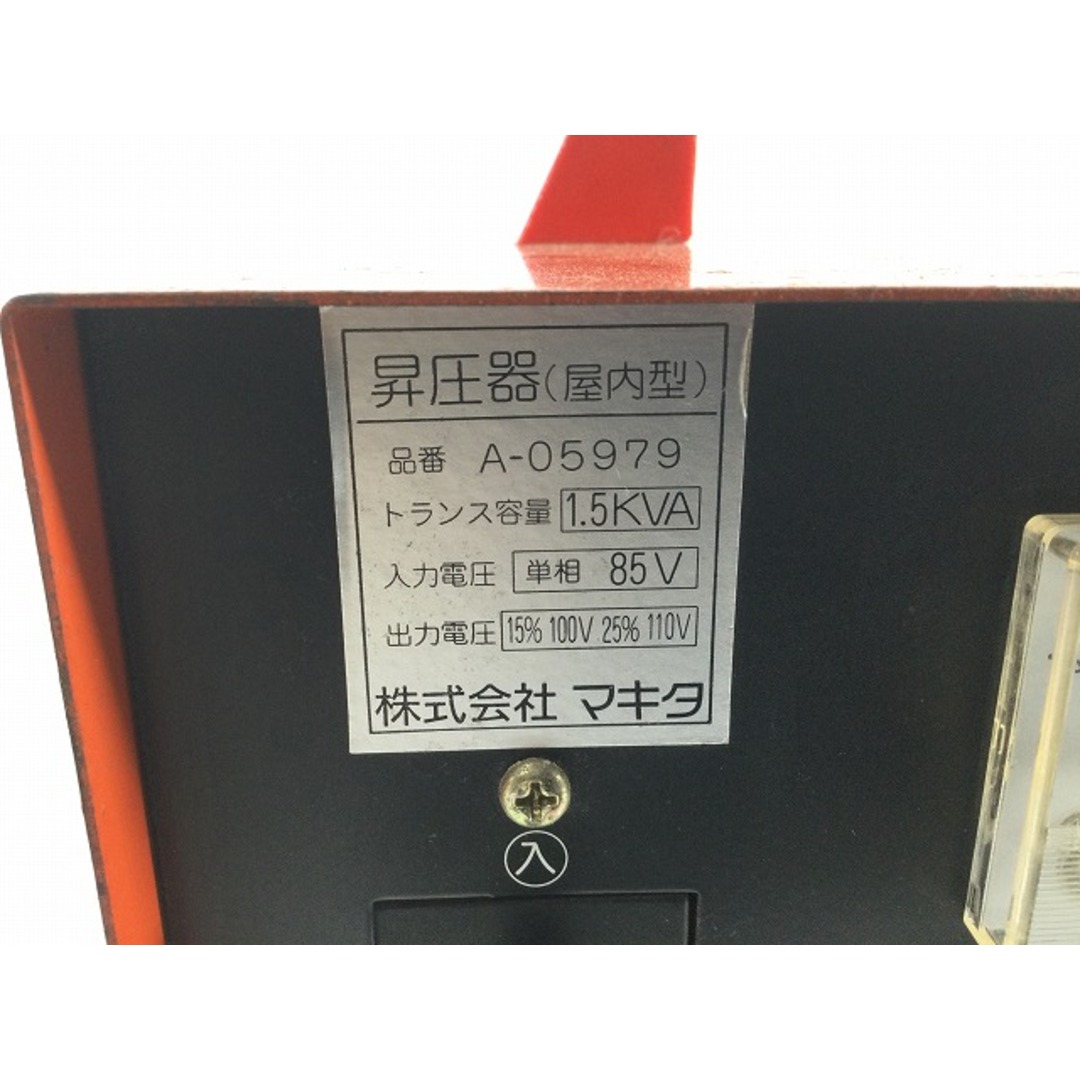 昇圧器(屋内型)
品番 A-05979
トランス容量 1.5KVA
入力電圧 単相 85V
出力電圧 15% 100V 25% 110V
株式会社 マキタ
入